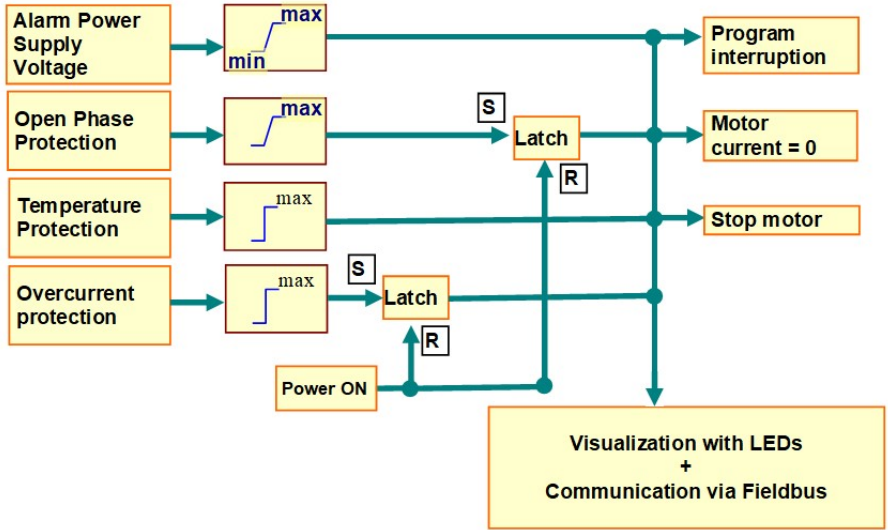 Alarm Power
Supply
Voltage
max
min
Program
interruption
Open Phase
Protection
max
S
Latch
R
Motor
current = 0
Temperature
Protection
max
Stop motor
Overcurrent
protection
max
S
Latch
R
Power ON
Visualization with LEDs
+
Communication via Fieldbus